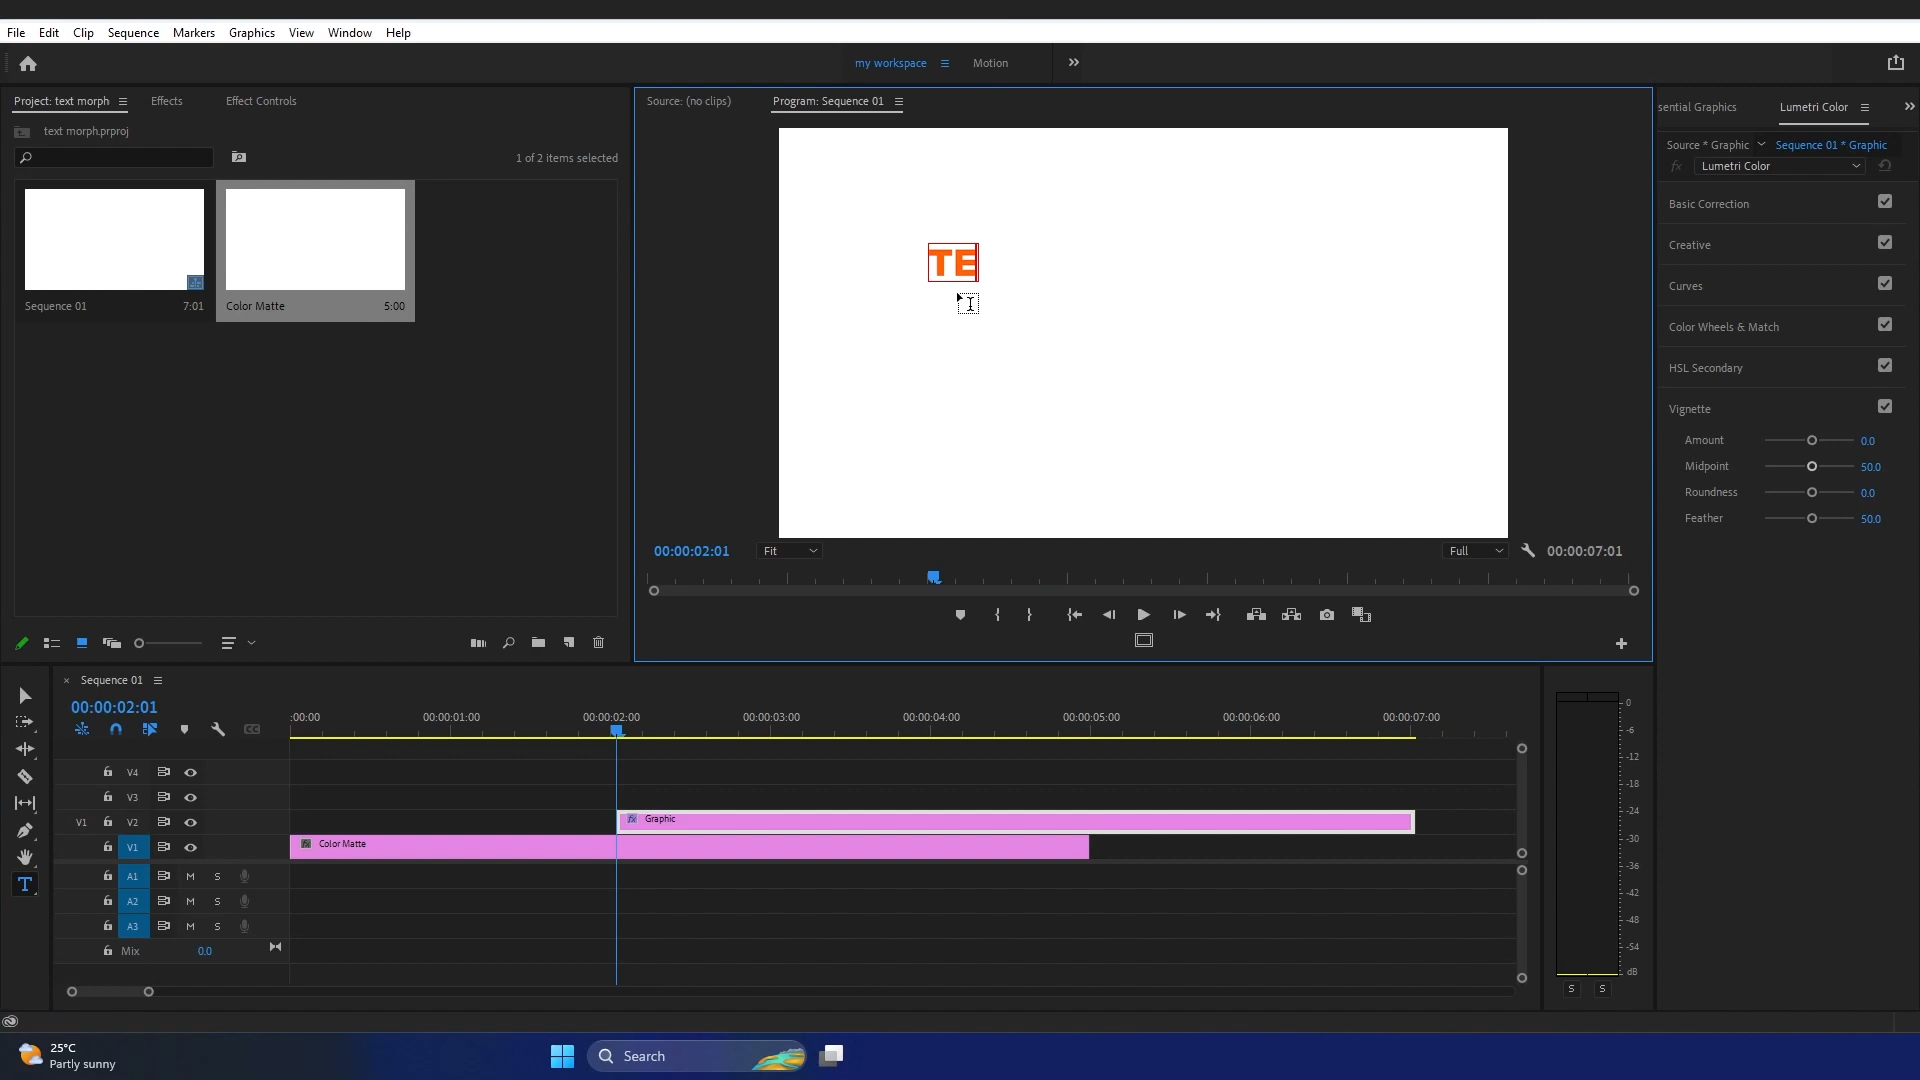 File Edit Clip Sequence Markers Graphics View Window Help
my workspace Motion
Project: text morph Effects Effect Controls
text morph.prproj
1 of 2 items selected
Sequence 01 7:01
Color Matte 5:00
Source: (no clips) Program: Sequence 01
TE
00:00:02:01 Fit Full 00:00:07:01
sential Graphics Lumetri Color
Source * Graphic Sequence 01 * Graphic
fx Lumetri Color
Basic Correction
Creative
Curves
Color Wheels & Match
HSL Secondary
Vignette
Amount 0.0
Midpoint 50.0
Roundness 0.0
Feather 50.0
× Sequence 01
00:00:02:01
:00:00 00:00:01:00 00:00:02:00 00:00:03:00 00:00:04:00 00:00:05:00 00:00:06:00 00:00:07:00
V4
V3
V1 V2 fx Graphic
V1 fx Color Matte
A1 M S
A2 M S
A3 M S
Mix 0.0
0
-6
-12
-18
-24
-30
-36
-42
-48
-54
dB
S S
25°C
Partly sunny
Search